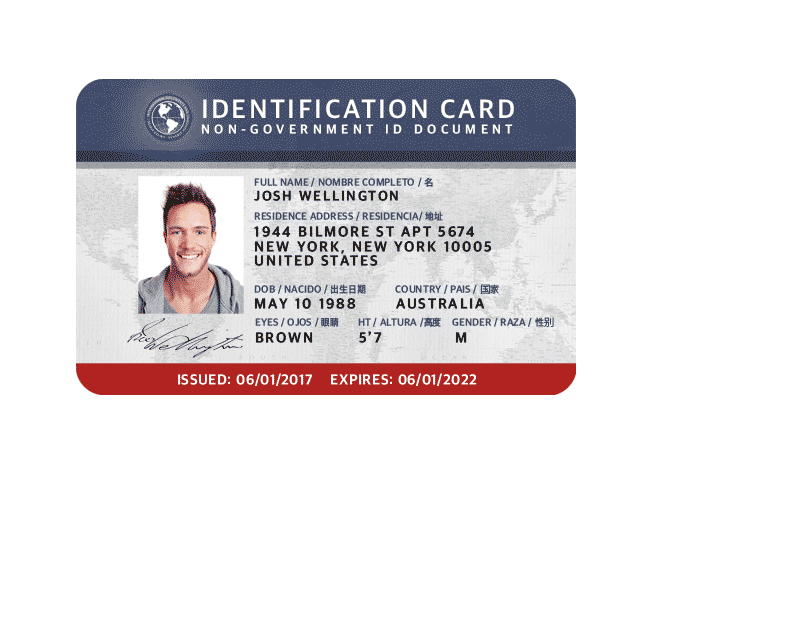 IDENTIFICATION CARD
NON-GOVERNMENT ID DOCUMENT
FULL NAME / NOMBRE COMPLETO / 名
JOSH WELLINGTON
RESIDENCE ADDRESS / RESIDENCIA/ 地址
1944 BILMORE ST APT 5674
NEW YORK, NEW YORK 10005
UNITED STATES
DOB / NACIDO / 出生日期 COUNTRY / PAIS / 国家
MAY 10 1988 AUSTRALIA
EYES / OJOS / 眼睛 HT / ALTURA /高度 GENDER / RAZA / 性别
BROWN 5'7 M
ISSUED: 06/01/2017 EXPIRES: 06/01/2022